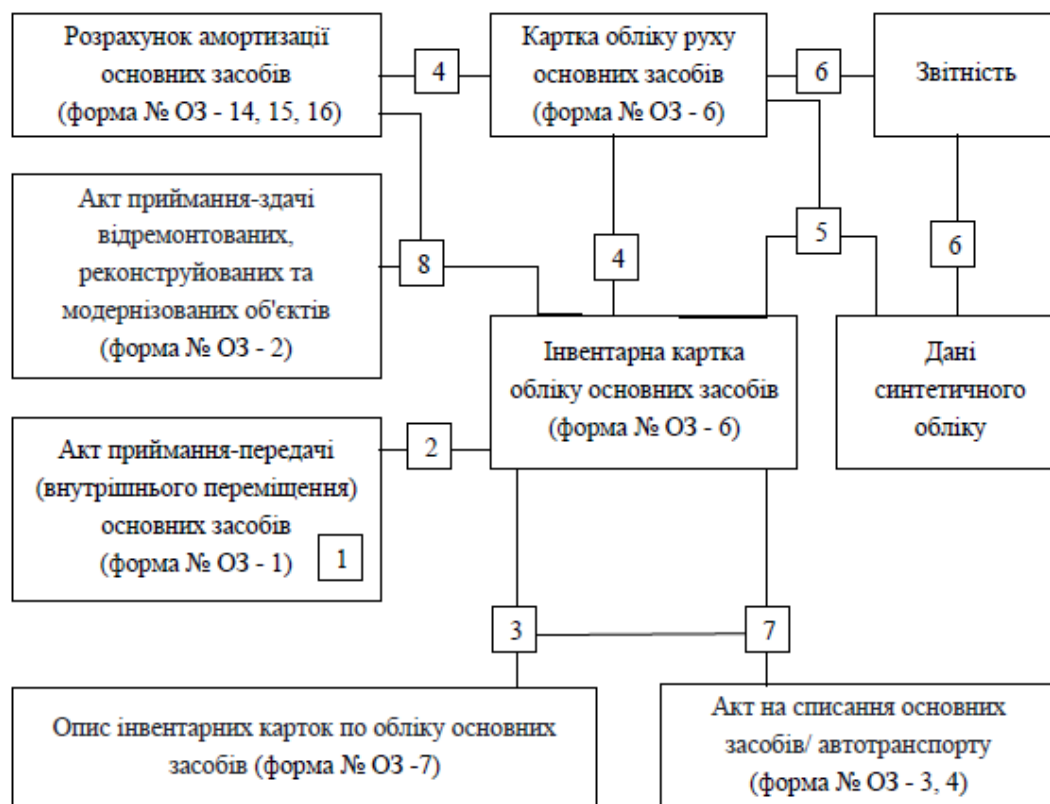 Розрахунок амортизації
основних засобів
(форма № ОЗ - 14, 15, 16)
4
Картка обліку руху
основних засобів
(форма № ОЗ - 6)
6
Звітність
Акт приймання-здачі
відремонтованих,
реконструйованих та
модернізованих об'єктів
(форма № ОЗ - 2)
8
4
5
6
Інвентарна картка
обліку основних засобів
(форма № ОЗ - 6)
Дані
синтетичного
обліку
Акт приймання-передачі
(внутрішнього переміщення)
основних засобів
(форма № ОЗ - 1)
1
2
3
7
Опис інвентарних карток по обліку основних
засобів (форма № ОЗ -7)
Акт на списання основних
засобів/ автотранспорту
(форма № ОЗ - 3, 4)